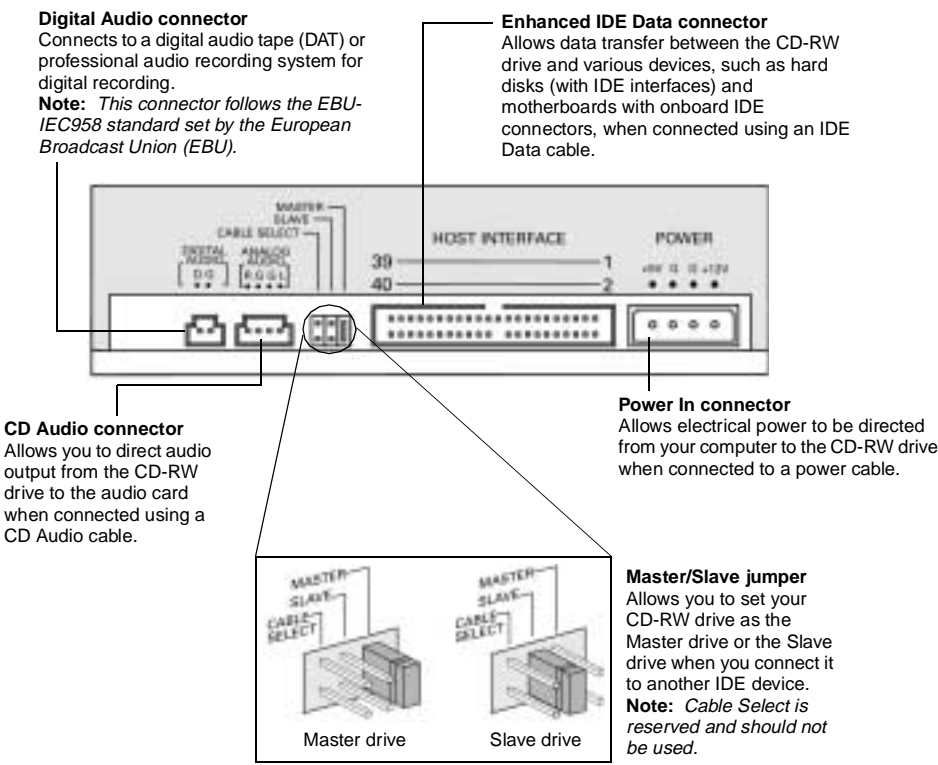 Digital Audio connector
Connects to a digital audio tape (DAT) or
professional audio recording system for
digital recording.
Note: This connector follows the EBU-
IEC958 standard set by the European
Broadcast Union (EBU).
Enhanced IDE Data connector
Allows data transfer between the CD-RW
drive and various devices, such as hard
disks (with IDE interfaces) and
motherboards with onboard IDE
connectors, when connected using an IDE
Data cable.
MASTER
SLAVE
CABLE SELECT
DIGITAL
AUDIO
D G
ANALOG
AUDIO
R G G L
HOST INTERFACE
39
1
40
2
POWER
+5V G G +12V
CD Audio connector
Allows you to direct audio
output from the CD-RW
drive to the audio card
when connected using a
CD Audio cable.
Power In connector
Allows electrical power to be directed
from your computer to the CD-RW drive
when connected to a power cable.
MASTER
SLAVE
CABLE
SELECT
Master drive
MASTER
SLAVE
CABLE
SELECT
Slave drive
Master/Slave jumper
Allows you to set your
CD-RW drive as the
Master drive or the Slave
drive when you connect it
to another IDE device.
Note: Cable Select is
reserved and should not
be used.